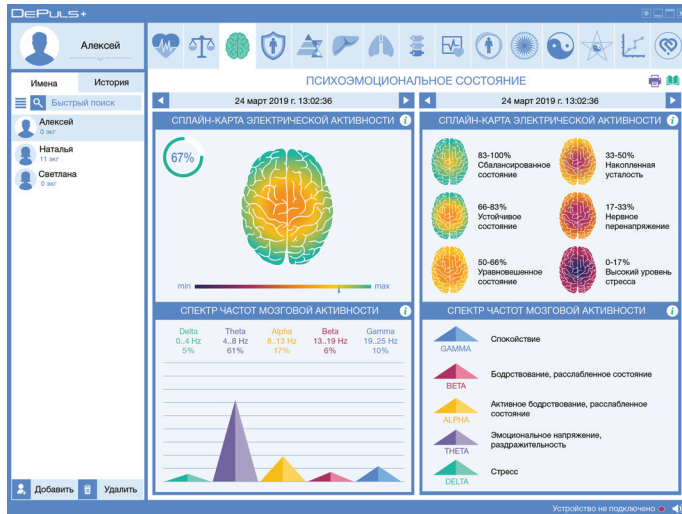 DePuls+
Алексей
Имена
История
Быстрый поиск
Алексей
0 экг
Наталья
11 экг
Светлана
0 экг
Добавить
Удалить
ПСИХОЭМОЦИОНАЛЬНОЕ СОСТОЯНИЕ
24 март 2019 г. 13:02:36
СПЛАЙН-КАРТА ЭЛЕКТРИЧЕСКОЙ АКТИВНОСТИ
67%
min
max
СПЕКТР ЧАСТОТ МОЗГОВОЙ АКТИВНОСТИ
Delta Theta Alpha Beta Gamma
0..4 Hz 4..8 Hz 8..13 Hz 13..19 Hz 19..25 Hz
5% 61% 17% 6% 10%
24 март 2019 г. 13:02:36
СПЛАЙН-КАРТА ЭЛЕКТРИЧЕСКОЙ АКТИВНОСТИ
83-100%
Сбалансированное
состояние
33-50%
Накопленная
усталость
66-83%
Устойчивое
состояние
17-33%
Нервное
перенапряжение
50-66%
Уравновешенное
состояние
0-17%
Высокий уровень
стресса
СПЕКТР ЧАСТОТ МОЗГОВОЙ АКТИВНОСТИ
GAMMA
Спокойствие
BETA
Бодрствование, расслабленное состояние
ALPHA
Активное бодрствование, расслабленное
состояние
THETA
Эмоциональное напряжение,
раздражительность
DELTA
Стресс
Устройство не подключено